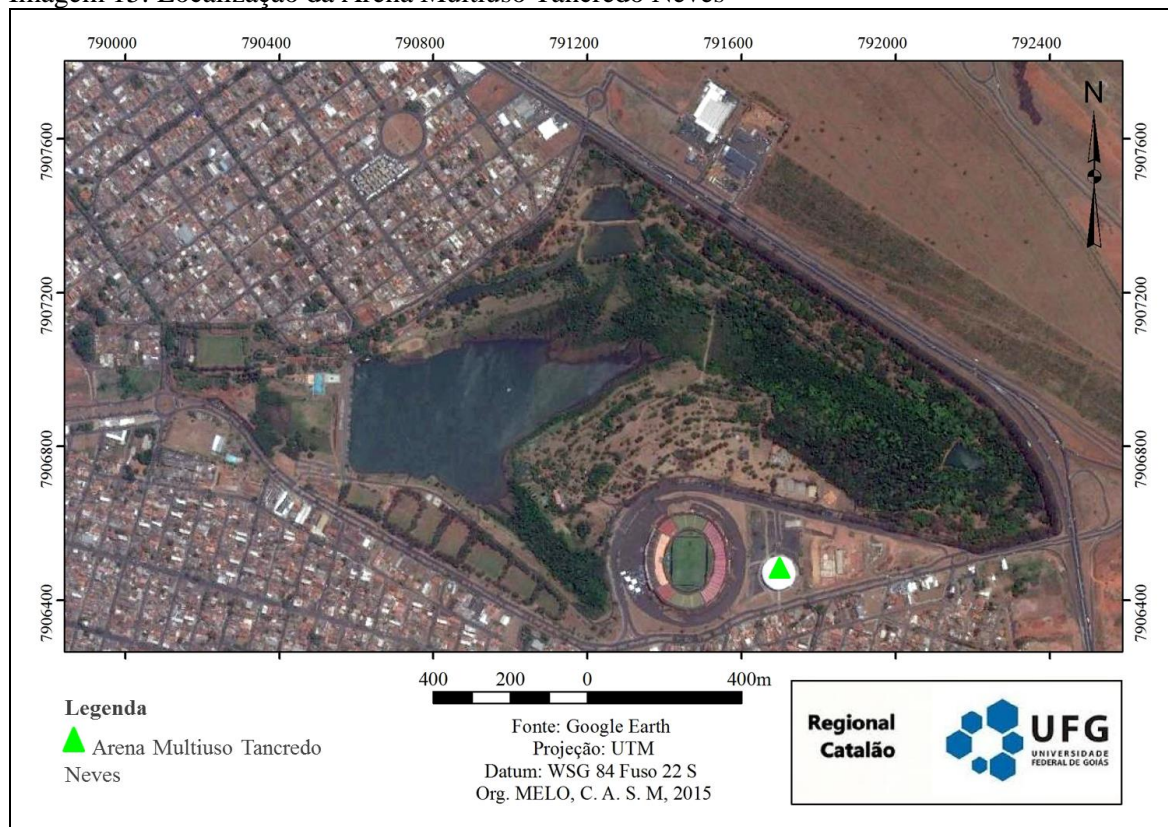 Imagem 15: Localização da Arena Multiuso Tancredo Neves
790000 790400 790800 791200 791600 792000 792400
7907600 7907600
7907200 7907200
7906800 7906800
7906400 7906400
N
400 200 0 400m
Legenda
Arena Multiuso Tancredo
Neves
Fonte: Google Earth
Projeção: UTM
Datum: WSG 84 Fuso 22 S
Org. MELO, C. A. S. M, 2015
Regional
Catalão
UFG
UNIVERSIDADE
FEDERAL DE GOIÁS